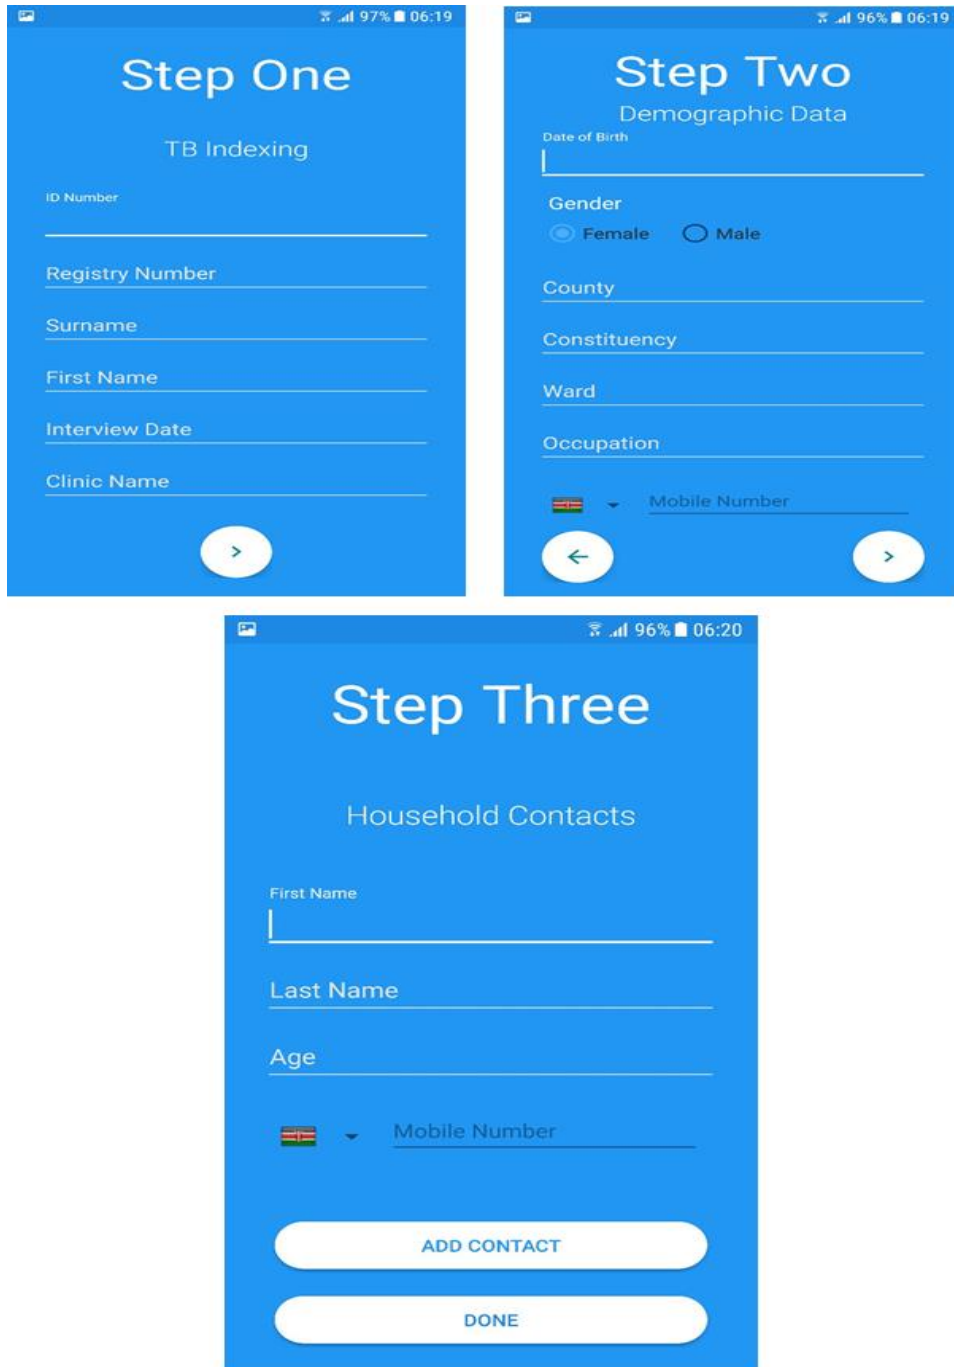 97% 06:19
Step One
TB Indexing
ID Number
Registry Number
Surname
First Name
Interview Date
Clinic Name
96% 06:19
Step Two
Demographic Data
Date of Birth
Gender
Female Male
County
Constituency
Ward
Occupation
Mobile Number
96% 06:20
Step Three
Household Contacts
First Name
Last Name
Age
Mobile Number
ADD CONTACT
DONE